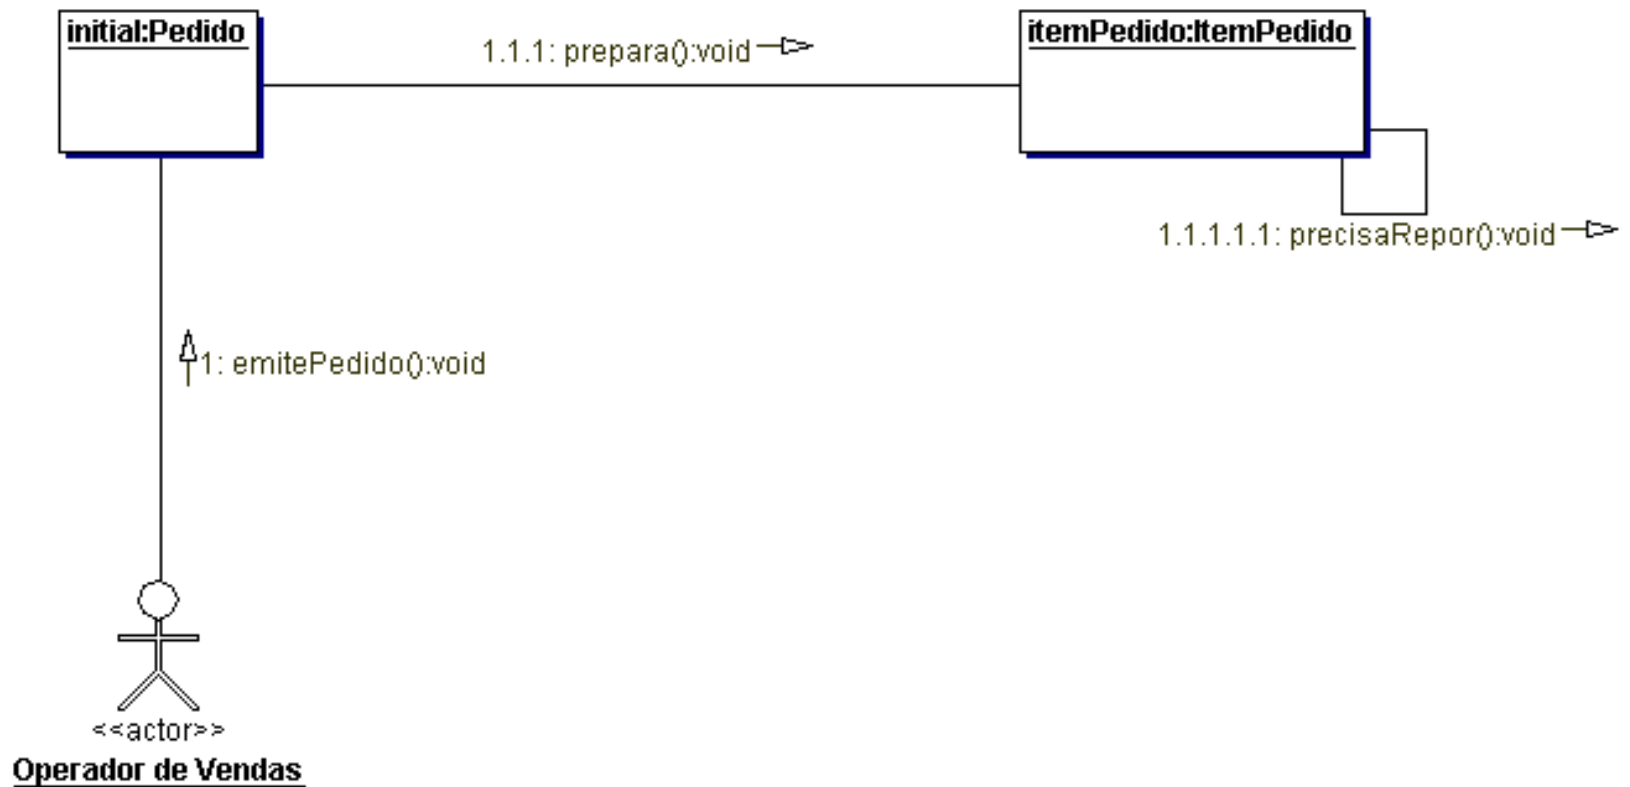 initial:Pedido
1.1.1: prepara():void
itemPedido:ItemPedido
1.1.1.1.1: precisaRepor():void
1: emitePedido():void
<<actor>>
Operador de Vendas